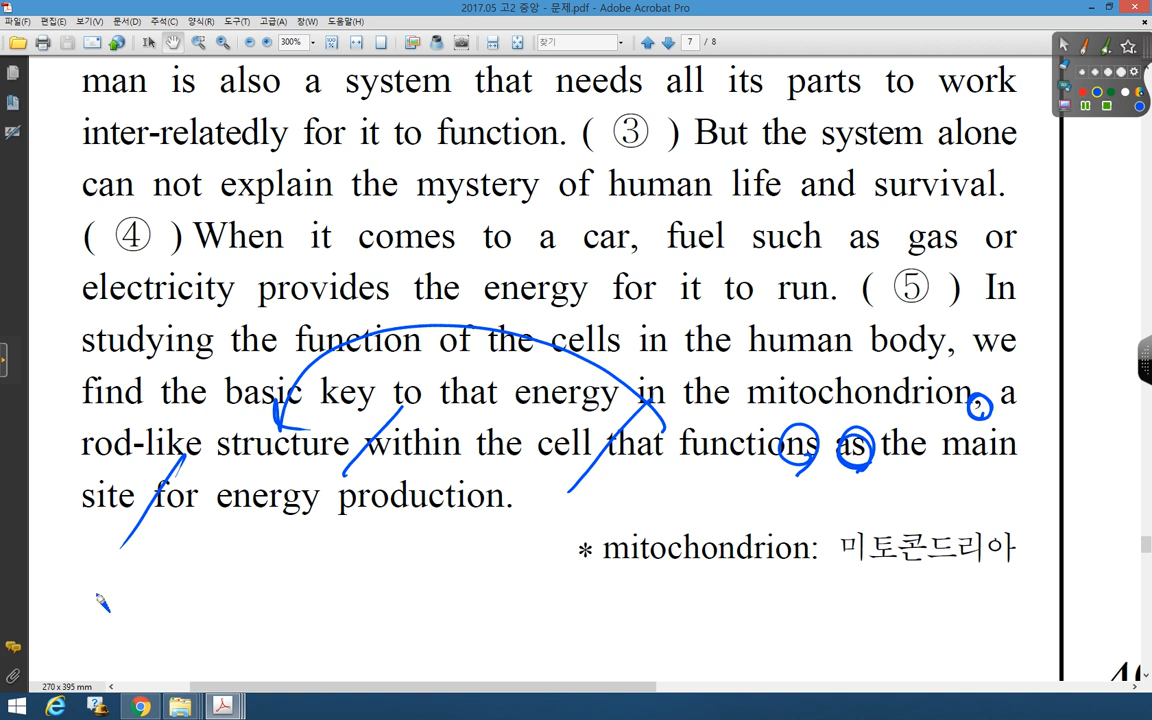 2017.05 고2 중앙 - 문제.pdf - Adobe Acrobat Pro
파일(F) 편집(E) 보기(V) 문서(D) 주석(C) 양식(R) 도구(T) 고급(A) 창(W) 도움말(H)
300% 찾기 7 / 8
man is also a system that needs all its parts to work
inter-relatedly for it to function. ( ③ ) But the system alone
can not explain the mystery of human life and survival.
( ④ ) When it comes to a car, fuel such as gas or
electricity provides the energy for it to run. ( ⑤ ) In
studying the function of the cells in the human body, we
find the basic key to that energy in the mitochondrion, a
rod-like structure within the cell that functions as the main
site for energy production.
* mitochondrion: 미토콘드리아
270 x 395 mm